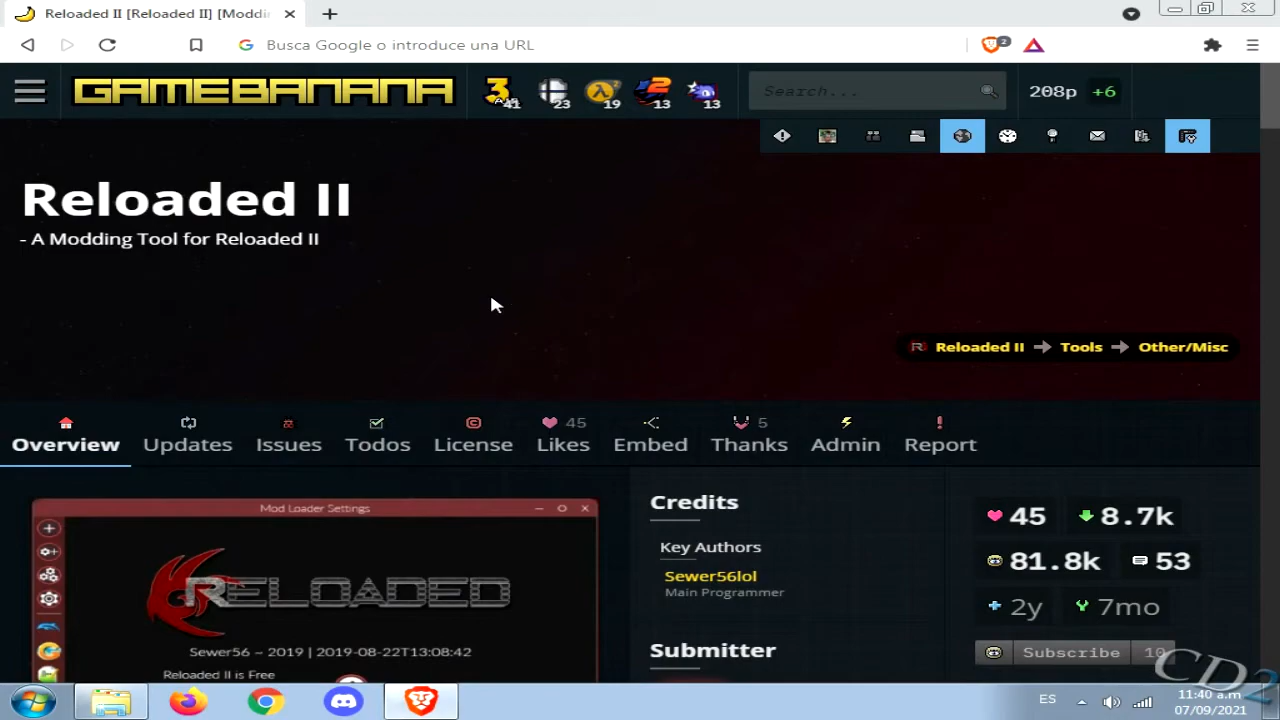 Reloaded II [Reloaded II] [Moddi
Busca Google o introduce una URL
2
GAMEBANANA
41
23
19
13
13
Search...
208p +6
Reloaded II
- A Modding Tool for Reloaded II
Reloaded II Tools Other/Misc
45
5
Overview Updates Issues Todos License Likes Embed Thanks Admin Report
Mod Loader Settings
RELOADED
Sewer56 ~ 2019 | 2019-08-22T13:08:42
Reloaded II is Free
Credits
Key Authors
Sewer56lol
Main Programmer
Submitter
45 8.7k
81.8k 53
2y 7mo
Subscribe 10
CD2
ES
11:40 a.m.
07/09/2021